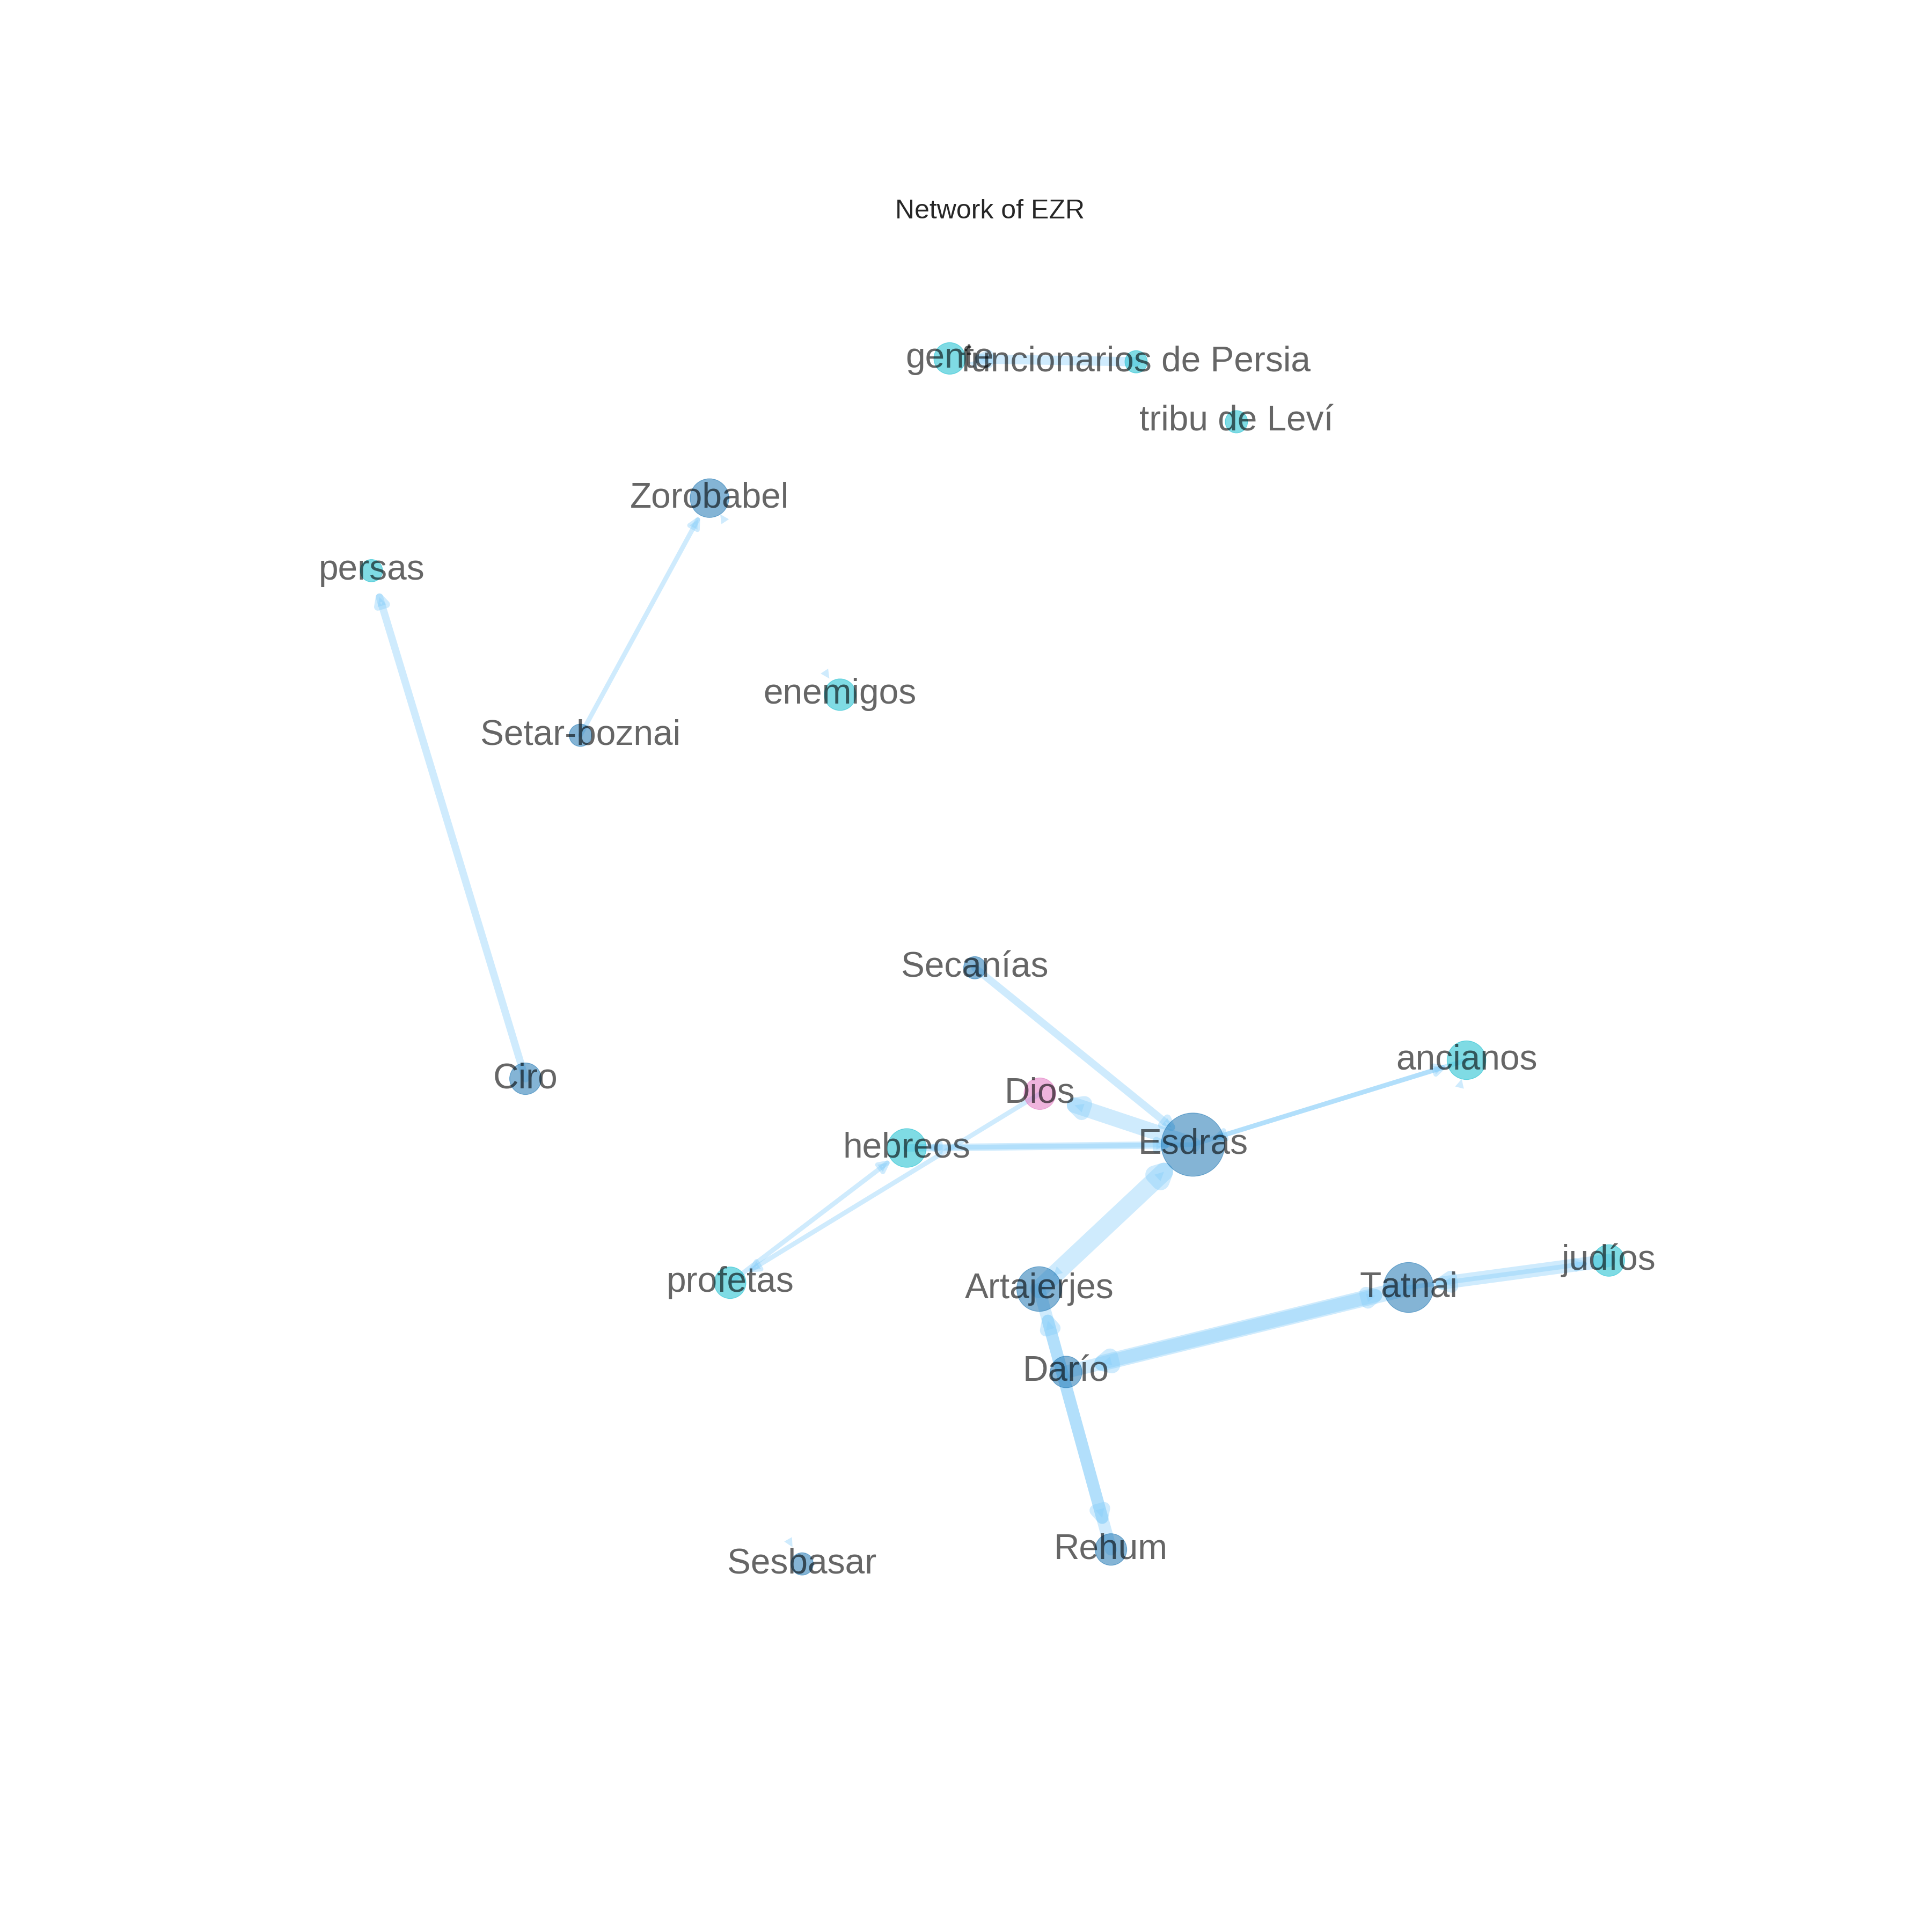 Network of EZR
gente
funcionarios de Persia
tribu de Leví
Zorobabel
persas
enemigos
Setar-boznai
Secanías
ancianos
Ciro
Dios
hebreos
Esdras
profetas
Artajerjes
Tatnai
judíos
Darío
Rehum
Sesbasar